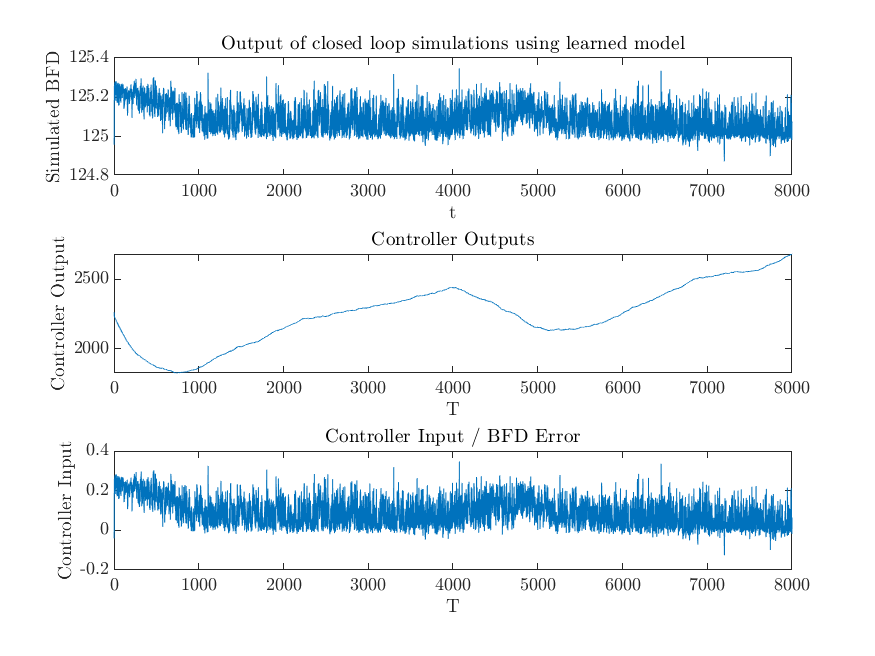 Output of closed loop simulations using learned model
Simulated BFD
125.4
125.2
125
124.8
0 1000 2000 3000 4000 5000 6000 7000 8000
t
Controller Outputs
Controller Output
2500
2000
0 1000 2000 3000 4000 5000 6000 7000 8000
T
Controller Input / BFD Error
Controller Input
0.4
0.2
0
-0.2
0 1000 2000 3000 4000 5000 6000 7000 8000
T